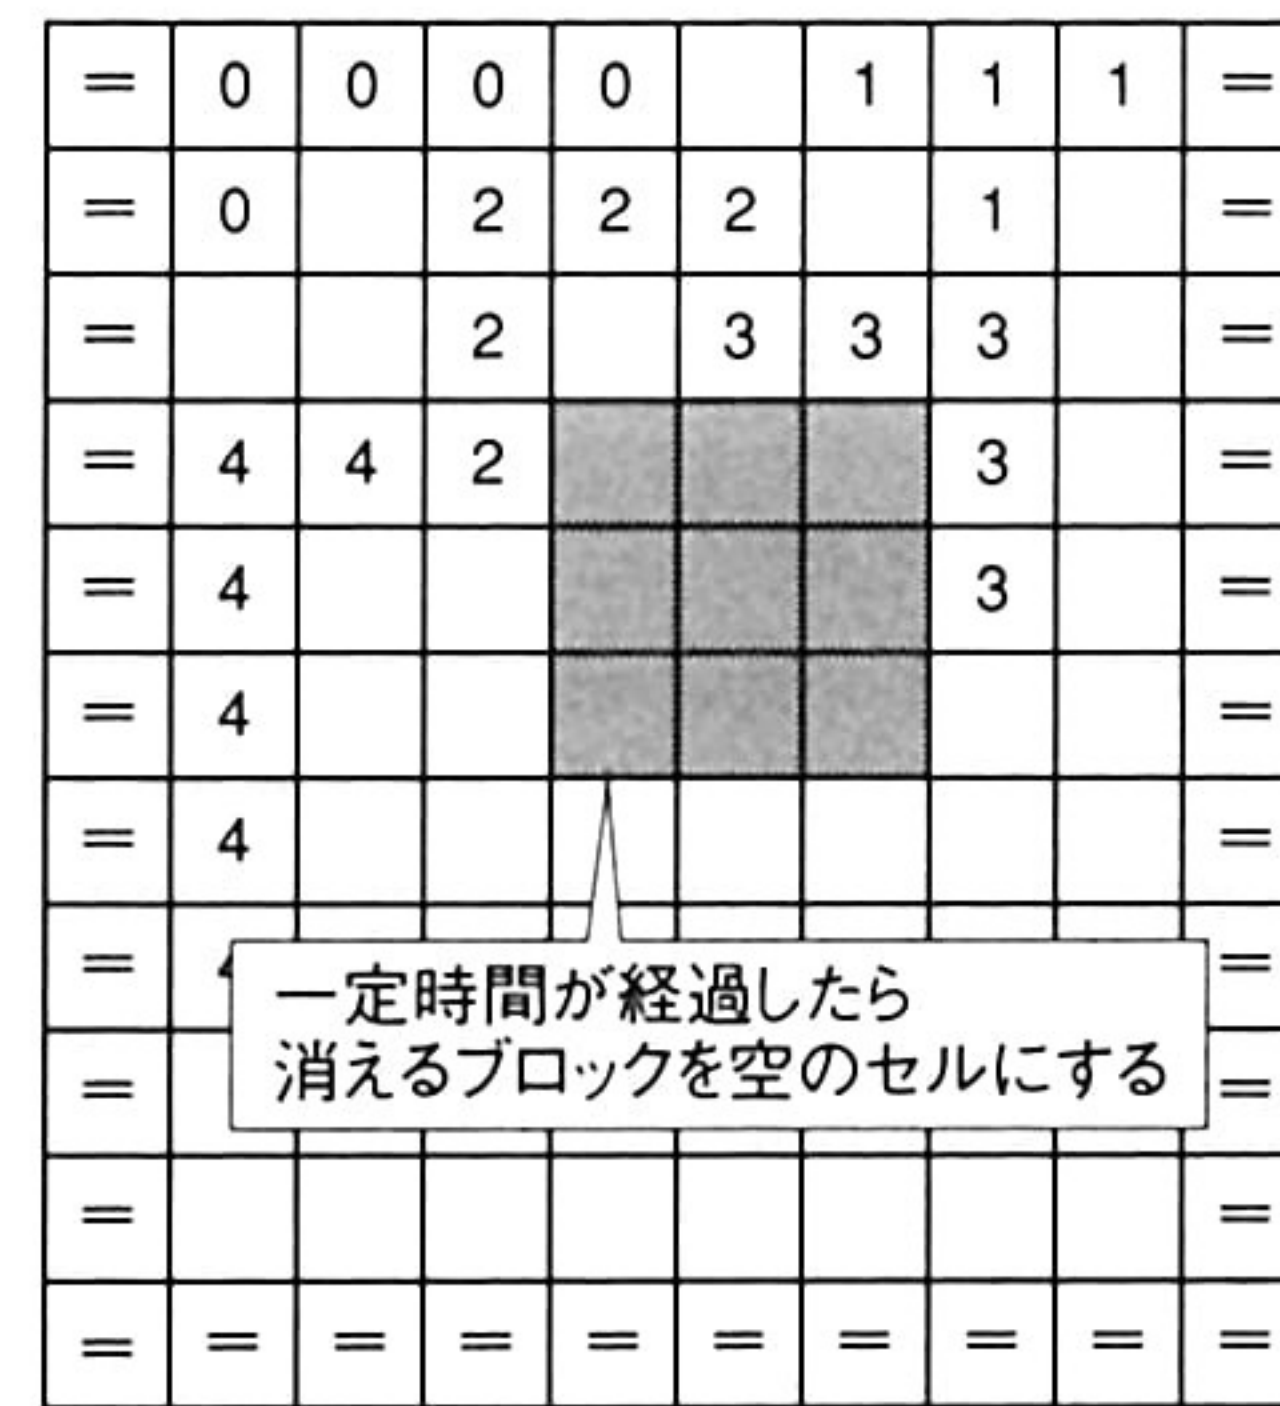 = 0 0 0 0 1 1 1 =
= 0 2 2 2 1 =
= 2 3 3 3 =
= 4 4 2 3 =
= 4 3 =
= 4 =
= 4 =
= 4 =
一定時間が経過したら
消えるブロックを空のセルにする
= =
= =
= = = = = = = = = =